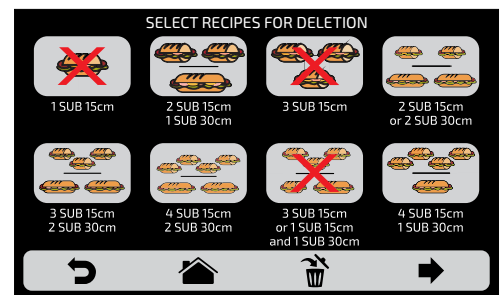 SELECT RECIPES FOR DELETION
1 SUB 15cm
2 SUB 15cm
1 SUB 30cm
3 SUB 15cm
2 SUB 15cm
or 2 SUB 30cm
3 SUB 15cm
2 SUB 30cm
4 SUB 15cm
2 SUB 30cm
3 SUB 15cm
or 1 SUB 15cm
and 1 SUB 30cm
4 SUB 15cm
1 SUB 30cm